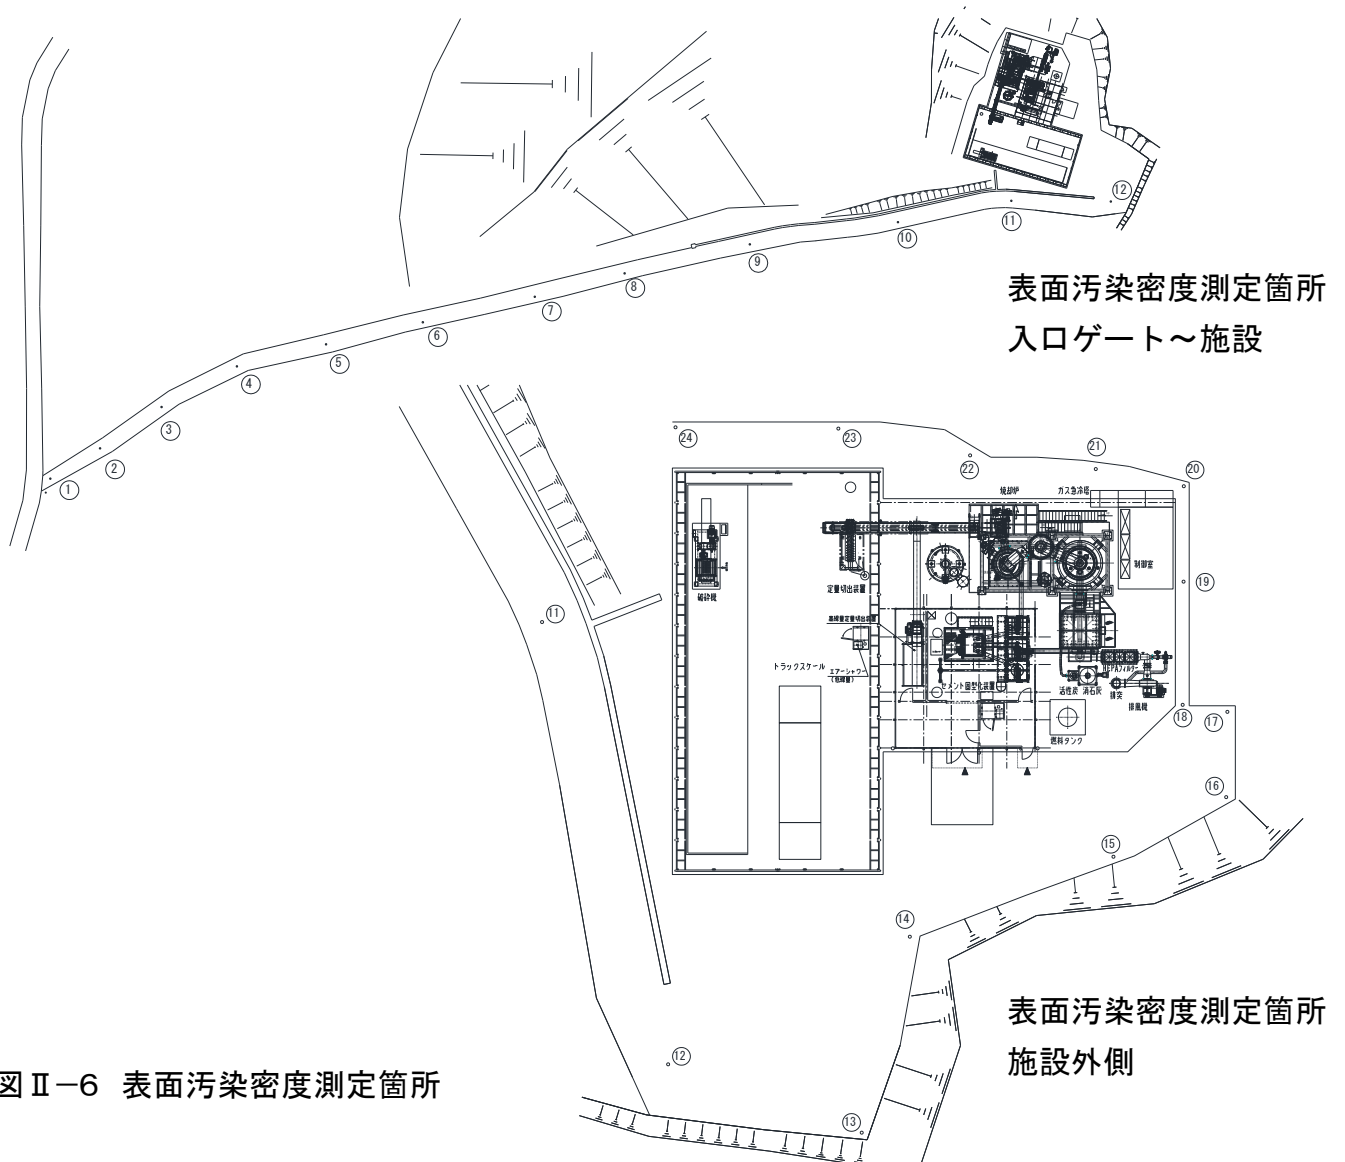 ⑫
⑪
⑩
⑨
⑧
⑦
⑥
⑤
④
③
②
①
表面汚染密度測定箇所
入口ゲート～施設
㉔
㉓
㉒
㉑
⑳
焼却炉
ガス急冷塔
制御室
破砕機
定量切出装置
⑲
⑪
トラックスケール
エアーシャワー
セメント固型化装置
HEPAフィルター
活性炭
消石灰
排突
排風機
燃料タンク
⑱
⑰
⑯
⑮
⑭
⑫
⑬
表面汚染密度測定箇所
施設外側
図Ⅱ−6 表面汚染密度測定箇所